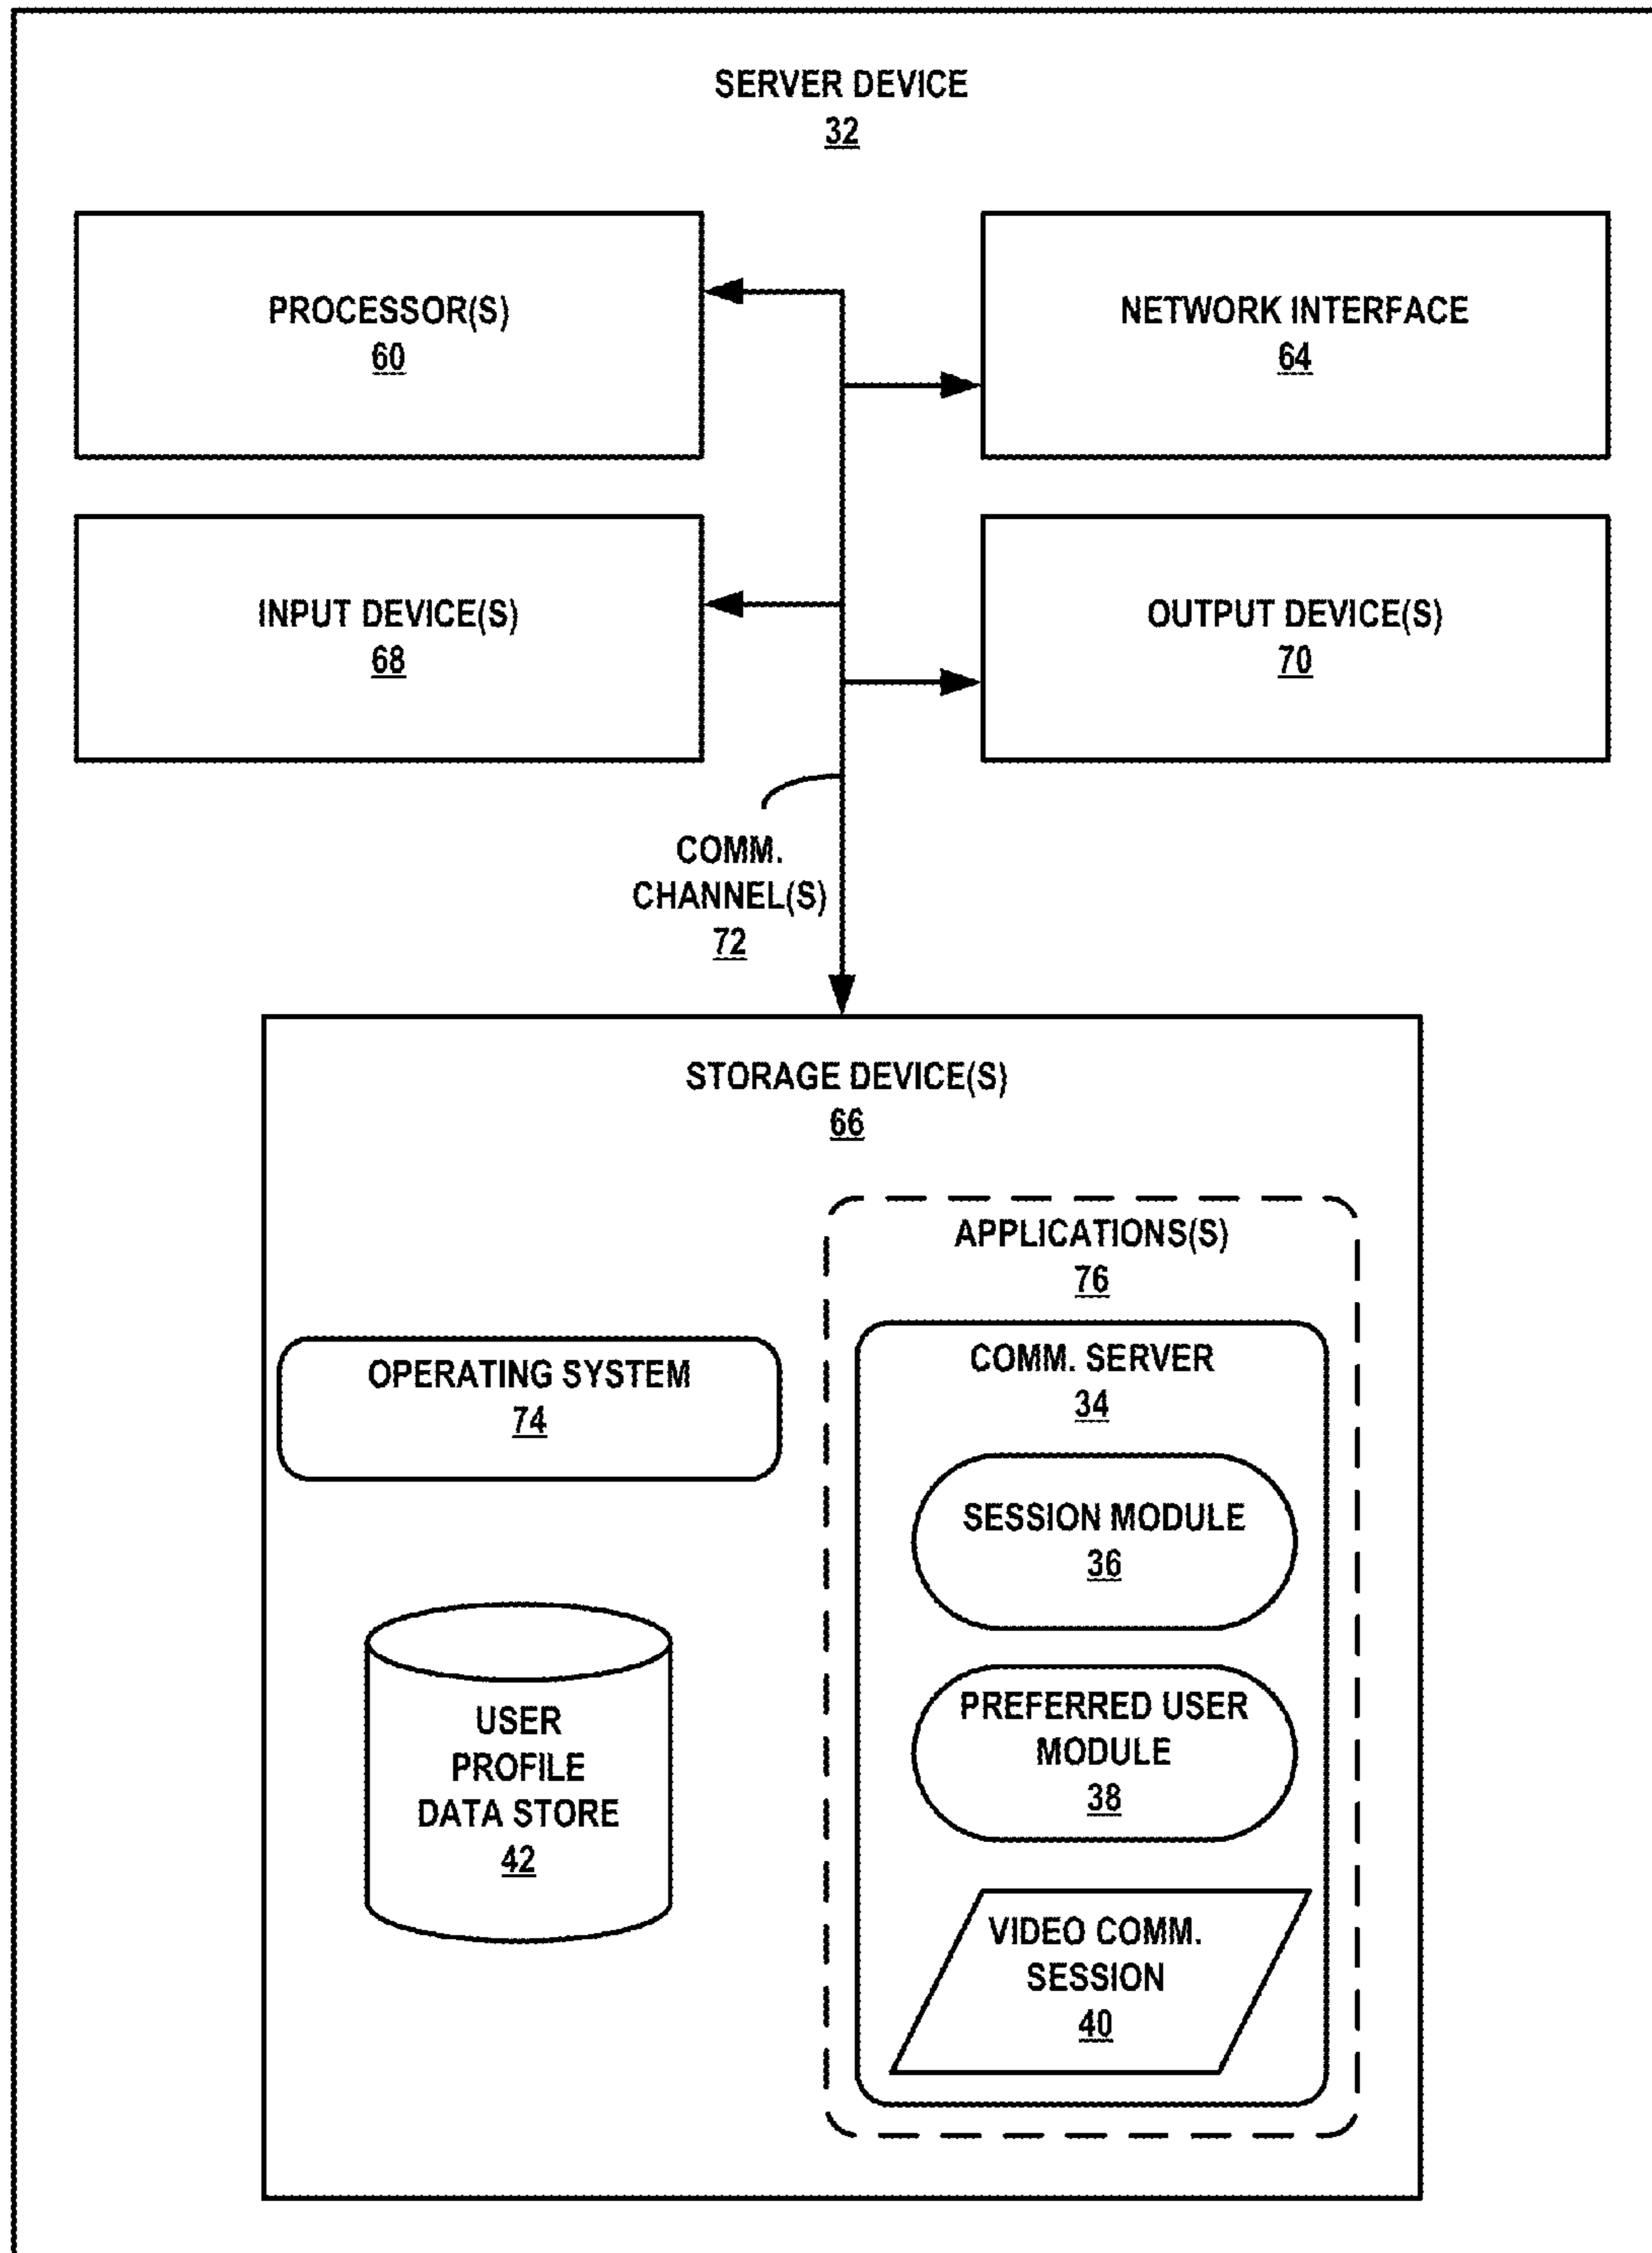 SERVER DEVICE
32
PROCESSOR(S)
60
NETWORK INTERFACE
64
INPUT DEVICE(S)
68
OUTPUT DEVICE(S)
70
COMM.
CHANNEL(S)
72
STORAGE DEVICE(S)
66
APPLICATIONS(S)
76
OPERATING SYSTEM
74
COMM. SERVER
34
SESSION MODULE
36
USER
PROFILE
DATA STORE
42
PREFERRED USER
MODULE
38
VIDEO COMM.
SESSION
40